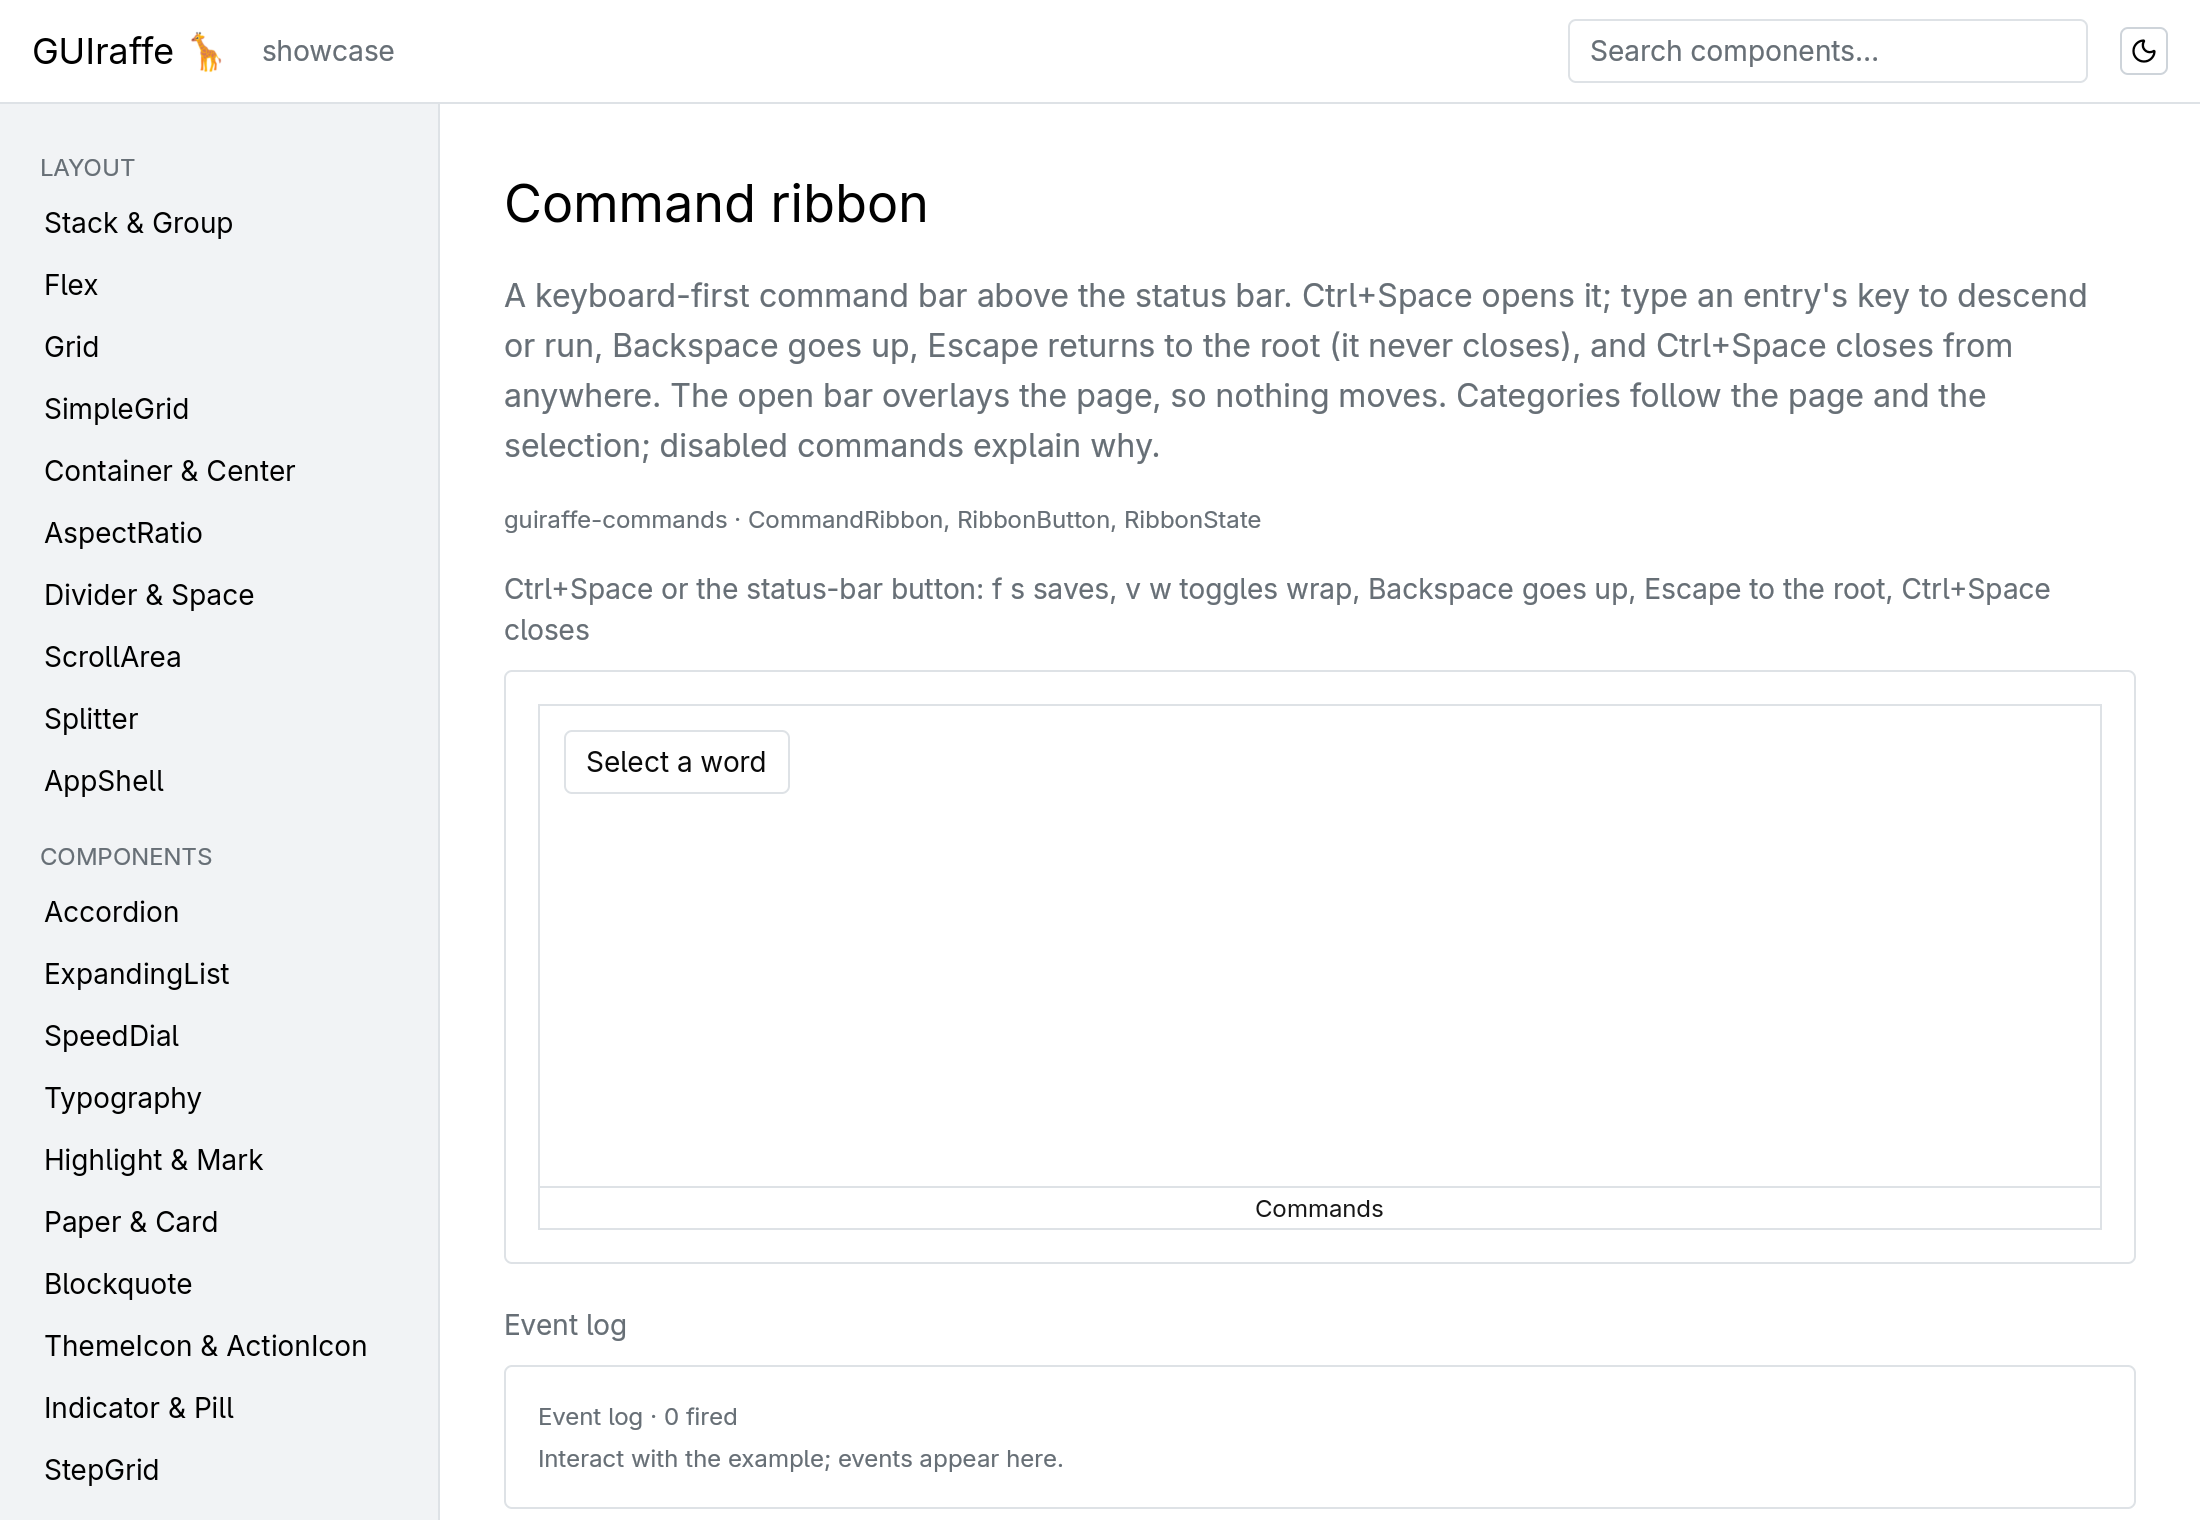 GUIraffe 🦒 showcase Search components...
LAYOUT
Stack & Group
Flex
Grid
SimpleGrid
Container & Center
AspectRatio
Divider & Space
ScrollArea
Splitter
AppShell
COMPONENTS
Accordion
ExpandingList
SpeedDial
Typography
Highlight & Mark
Paper & Card
Blockquote
ThemeIcon & ActionIcon
Indicator & Pill
StepGrid
Command ribbon
A keyboard-first command bar above the status bar. Ctrl+Space opens it; type an entry's key to descend
or run, Backspace goes up, Escape returns to the root (it never closes), and Ctrl+Space closes from
anywhere. The open bar overlays the page, so nothing moves. Categories follow the page and the
selection; disabled commands explain why.
guiraffe-commands · CommandRibbon, RibbonButton, RibbonState
Ctrl+Space or the status-bar button: f s saves, v w toggles wrap, Backspace goes up, Escape to the root, Ctrl+Space
closes
Select a word
Commands
Event log
Event log · 0 fired
Interact with the example; events appear here.